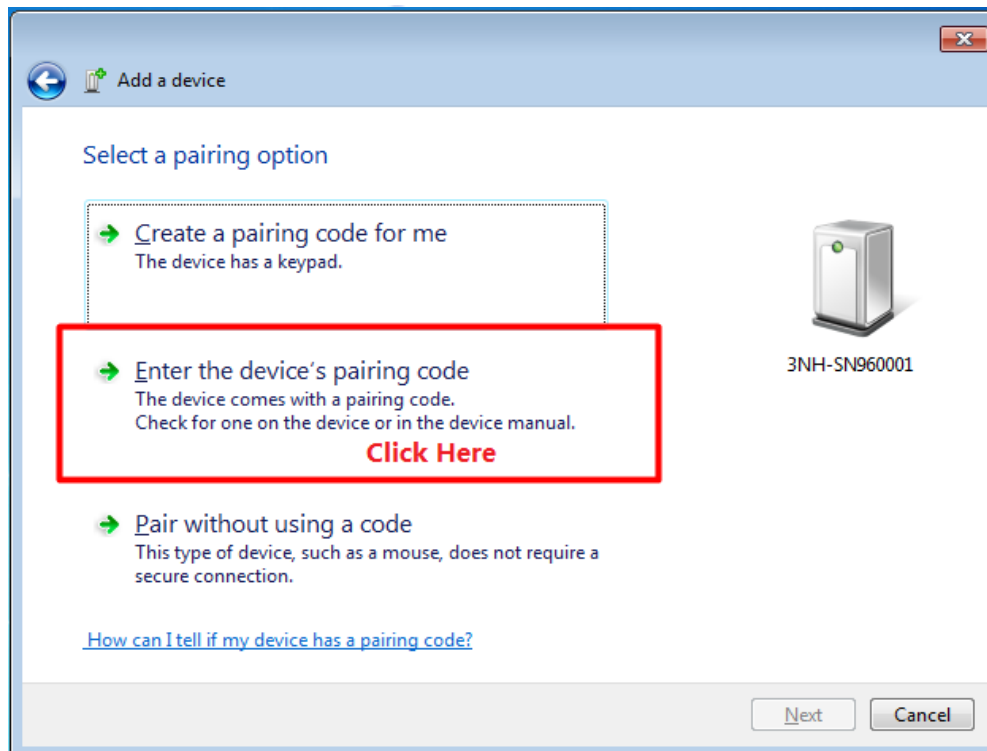 Add a device
Select a pairing option
Create a pairing code for me
The device has a keypad.
Enter the device's pairing code
The device comes with a pairing code.
Check for one on the device or in the device manual.
Click Here
3NH-SN960001
Pair without using a code
This type of device, such as a mouse, does not require a
secure connection.
How can I tell if my device has a pairing code?
Next
Cancel